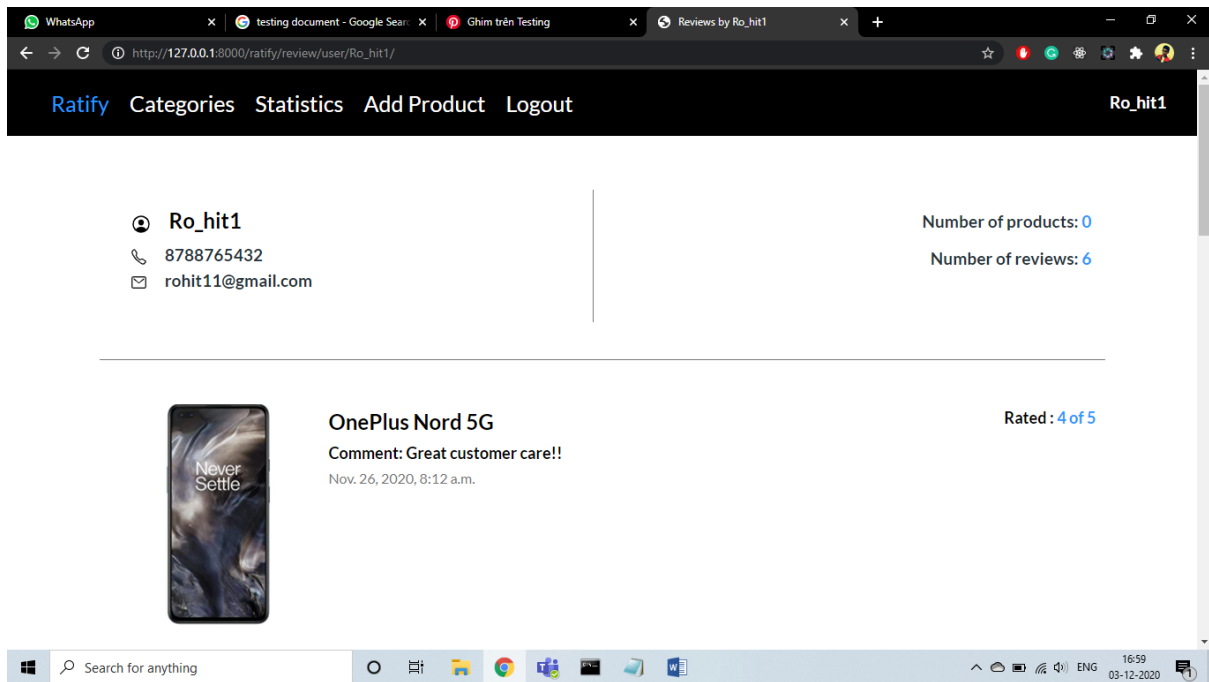 WhatsApp
testing document - Google Searc
Ghim trên Testing
Reviews by Ro_hit1
http://127.0.0.1:8000/ratify/review/user/Ro_hit1/
Ratify Categories Statistics Add Product Logout Ro_hit1
Ro_hit1
8788765432
rohit11@gmail.com
Number of products: 0
Number of reviews: 6
Never
Settle
OnePlus Nord 5G
Comment: Great customer care!!
Nov. 26, 2020, 8:12 a.m.
Rated : 4 of 5
Search for anything
ENG
16:59
03-12-2020
1